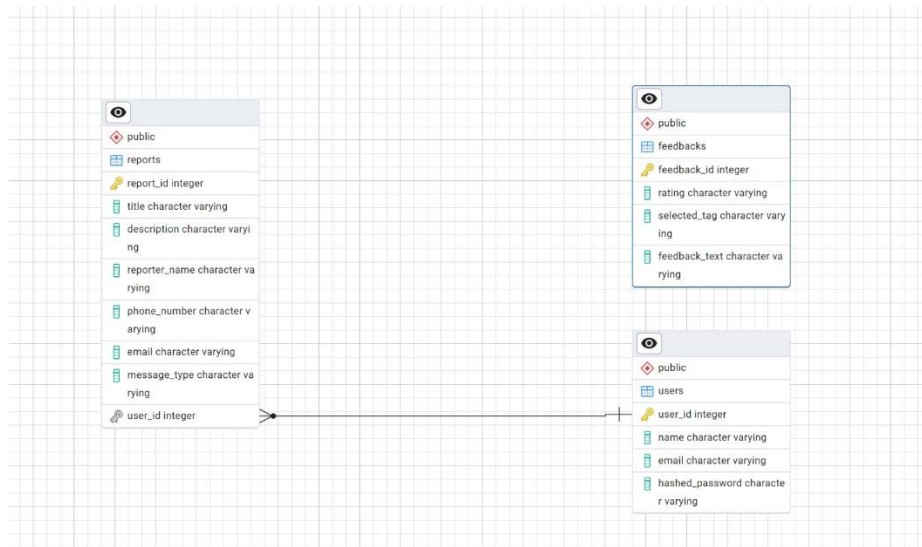 public
reports
report_id integer
title character varying
description character varyi
ng
reporter_name character va
rying
phone_number character v
arying
email character varying
message_type character va
rying
user_id integer
public
feedbacks
feedback_id integer
rating character varying
selected_tag character vary
ing
feedback_text character va
rying
public
users
user_id integer
name character varying
email character varying
hashed_password characte
r varying